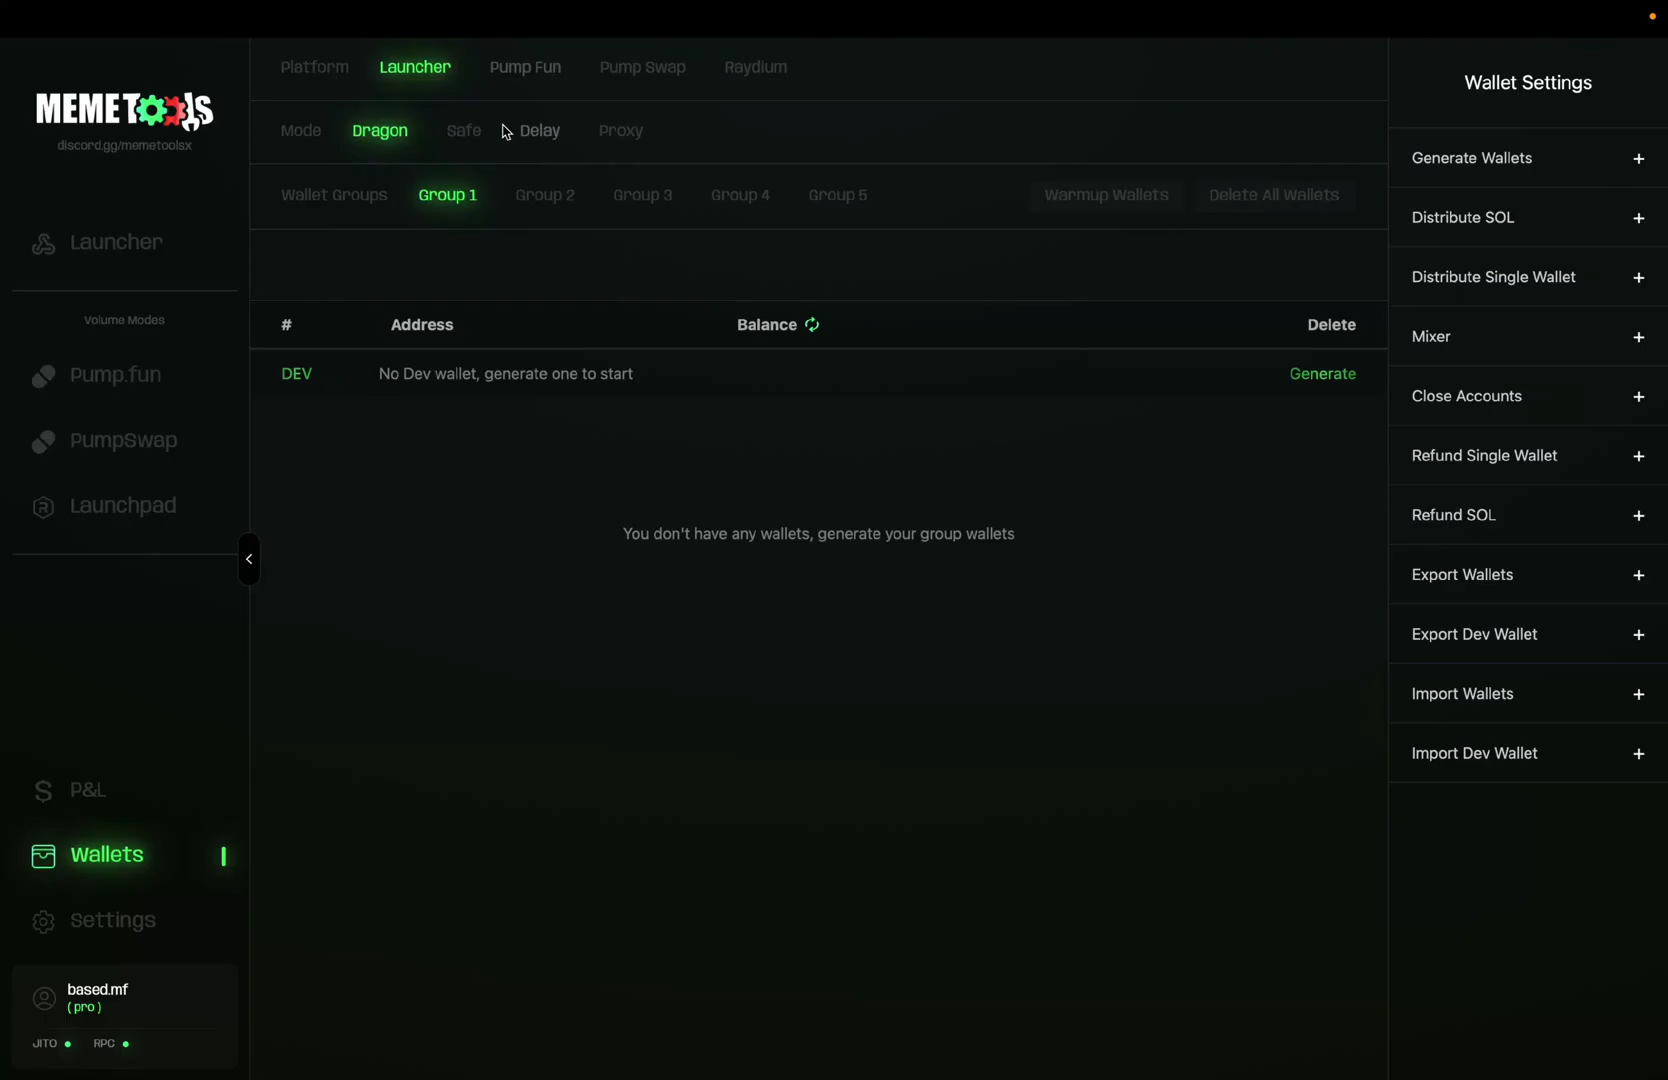 MEMETOOLS
discord.gg/memetoolsx
Launcher
Volume Modes
Pump.fun
PumpSwap
Launchpad
P&L
Wallets
Settings
based.mf
(pro)
JITO RPC
Platform Launcher Pump Fun Pump Swap Raydium
Mode Dragon Safe Delay Proxy
Wallet Groups Group 1 Group 2 Group 3 Group 4 Group 5 Warmup Wallets Delete All Wallets
# Address Balance Delete
DEV No Dev wallet, generate one to start Generate
You don't have any wallets, generate your group wallets
Wallet Settings
Generate Wallets +
Distribute SOL +
Distribute Single Wallet +
Mixer +
Close Accounts +
Refund Single Wallet +
Refund SOL +
Export Wallets +
Export Dev Wallet +
Import Wallets +
Import Dev Wallet +